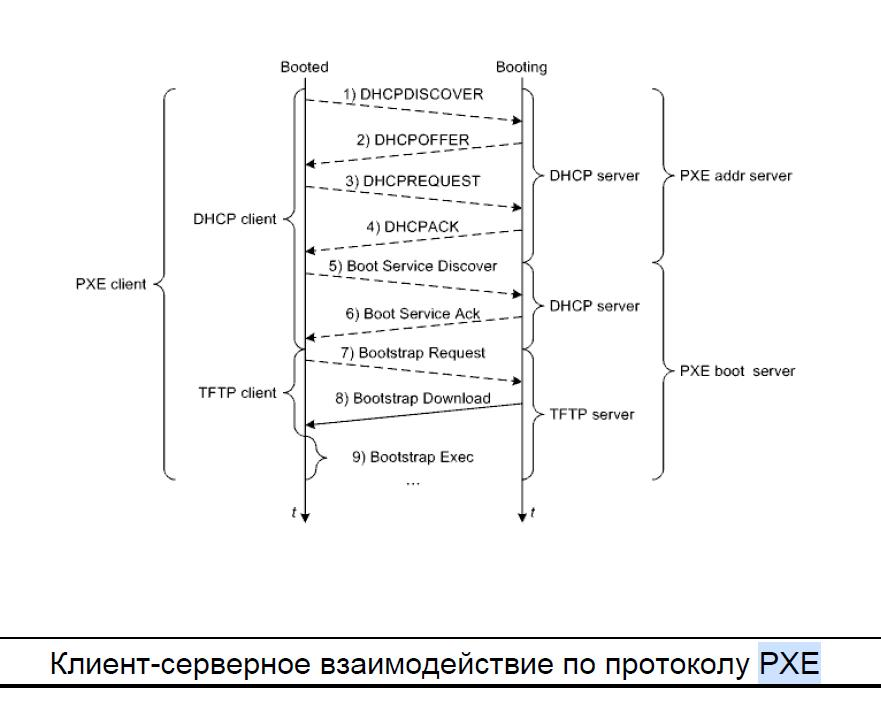 Booted Booting
1) DHCPDISCOVER
2) DHCPOFFER
3) DHCPREQUEST
DHCP server PXE addr server
DHCP client
4) DHCPACK
5) Boot Service Discover
PXE client
6) Boot Service Ack
DHCP server
7) Bootstrap Request
PXE boot server
TFTP client
8) Bootstrap Download
TFTP server
9) Bootstrap Exec
...
t t
Клиент-серверное взаимодействие по протоколу PXE